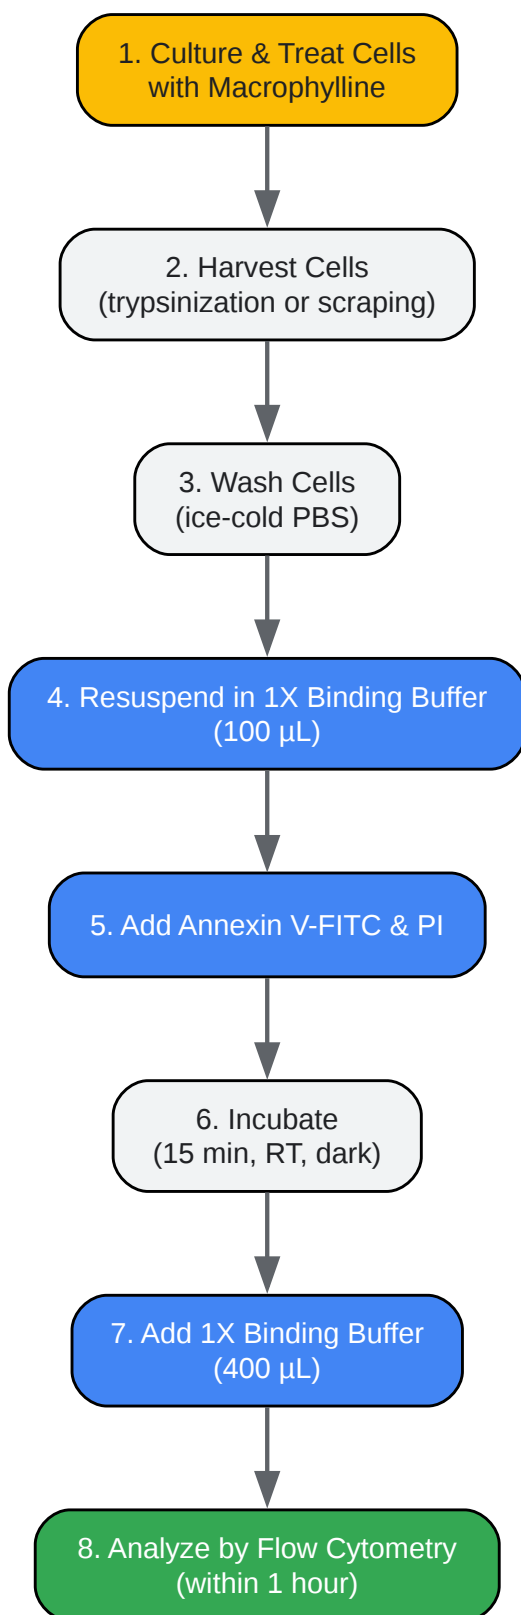 1. Culture & Treat Cells
with Macrophylline
2. Harvest Cells
(trypsinization or scraping)
3. Wash Cells
(ice-cold PBS)
4. Resuspend in 1X Binding Buffer
(100 µL)
5. Add Annexin V-FITC & PI
6. Incubate
(15 min, RT, dark)
7. Add 1X Binding Buffer
(400 µL)
8. Analyze by Flow Cytometry
(within 1 hour)